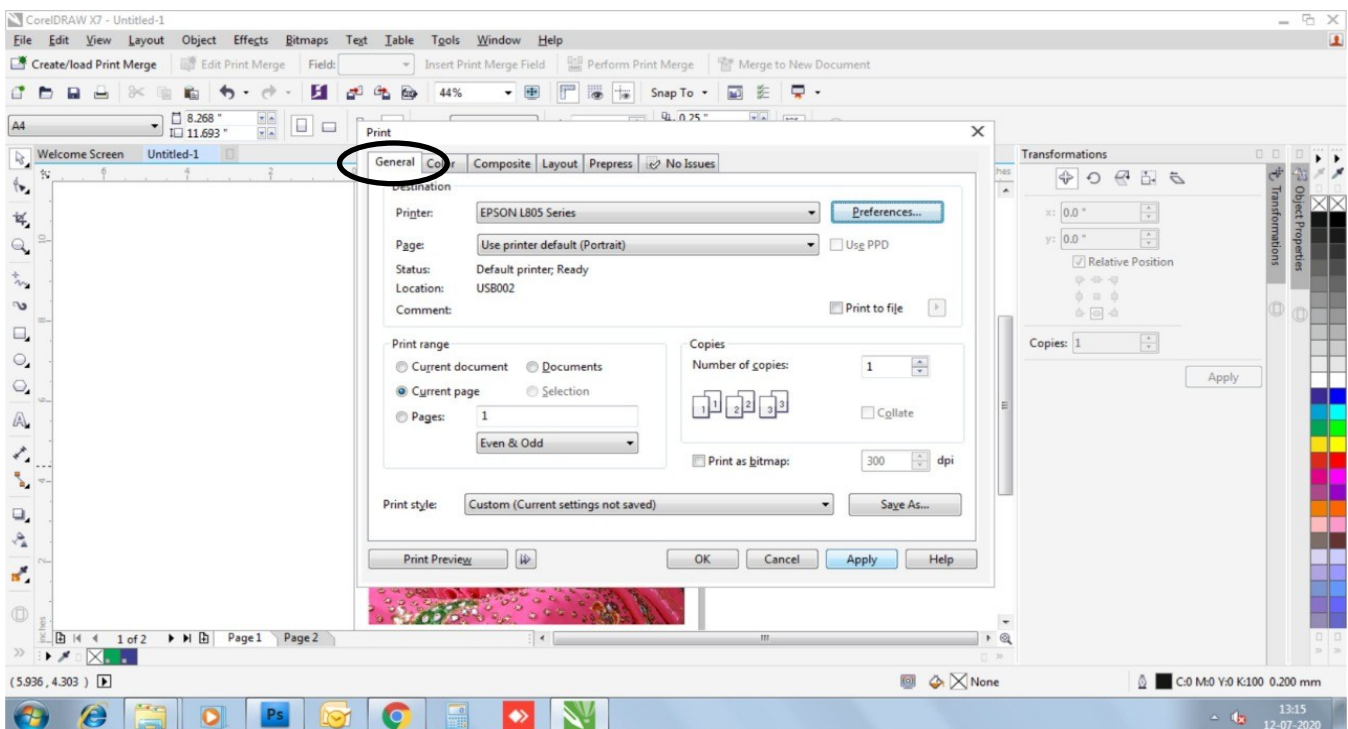 CorelDRAW X7 - Untitled-1
File Edit View Layout Object Effects Bitmaps Text Table Tools Window Help
Create/load Print Merge Edit Print Merge Field: Insert Print Merge Field Perform Print Merge Merge to New Document
44% Snap To
A4 8.268 " 11.693 " 0.25 "
Print
Welcome Screen Untitled-1
General Color Composite Layout Prepress No Issues
Destination
Printer: EPSON L805 Series Preferences...
Page: Use printer default (Portrait) Use PPD
Status: Default printer; Ready
Location: USB002
Comment: Print to file
Print range
Current document Documents
Current page Selection
Pages: 1
Even & Odd
Copies
Number of copies: 1
1 1 2 2 3 3
Collate
Print as bitmap: 300 dpi
Print style: Custom (Current settings not saved) Save As...
Print Preview OK Cancel Apply Help
Transformations
x: 0.0 "
y: 0.0 "
Relative Position
Copies: 1
Apply
Transformations
Object Properties
inches
1 of 2 Page 1 Page 2
(5.936, 4.303 ) None C:0 M:0 Y:0 K:100 0.200 mm
Ps
13:15
12-07-2020